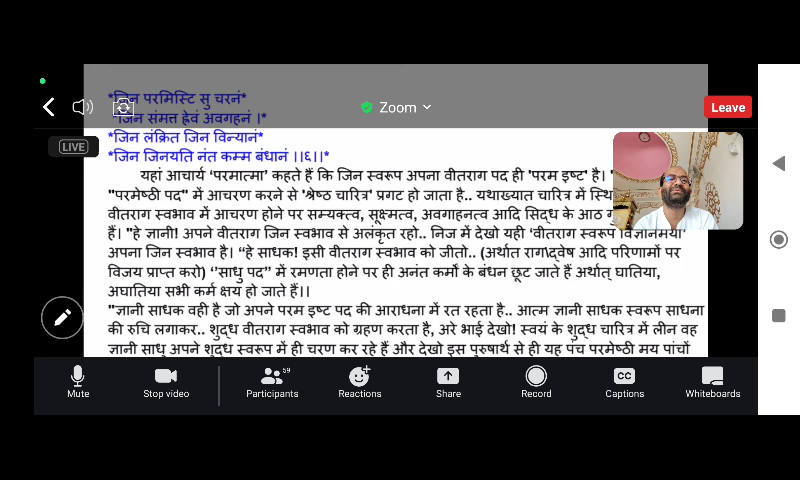 *जिन परमिस्टि सु चरनं*
*जिन संमत्त हेवं अवगहनं ।*
Zoom
Leave
LIVE
*जिन लंक्रित जिन विन्यानं*
*जिन जिनयति नंत कम्म बंधानं ।।६।।*
यहां आचार्य 'परमात्मा' कहते हैं कि जिन स्वरूप अपना वीतराग पद ही 'परम इष्ट' है।
"परमेष्ठी पद" में आचरण करने से 'श्रेष्ठ चारित्र' प्रगट हो जाता है.. यथाख्यात चारित्र में
वीतराग स्वभाव में आचरण होने पर सम्यक्त्व, सूक्ष्मत्व, अवगाहनत्व आदि सिद्ध के आठ
हैं। "हे ज्ञानी! अपने वीतराग जिन स्वभाव से अलंकृत रहो.. निज में देखो यही 'वीतराग स्वरूप विज्ञानमयी'
अपना जिन स्वभाव है। "हे साधक! इसी वीतराग स्वभाव को जीतो.. (अर्थात राग\द्वेष आदि परिणामों पर
विजय प्राप्त करो) ''साधु पद" में रमणता होने पर ही अनंत कर्मो के बंधन छूट जाते हैं अर्थात् घातिया,
अघातिया सभी कर्म क्षय हो जाते हैं।।
"ज्ञानी साधक वही है जो अपने परम इष्ट पद की आराधना में रत रहता है.. आत्म ज्ञानी साधक स्वरूप साधना
की रुचि लगाकर.. शुद्ध वीतराग स्वभाव को ग्रहण करता है, अरे भाई देखो! स्वयं के शुद्ध चारित्र में लीन वह
ज्ञानी साधु अपने शुद्ध स्वरूप में ही चरण कर रहे हैं और देखो इस पुरुषार्थ से ही यह पंच परमेष्ठी मय पांचों
59
CC
Mute Stop video Participants Reactions Share Record Captions Whiteboards